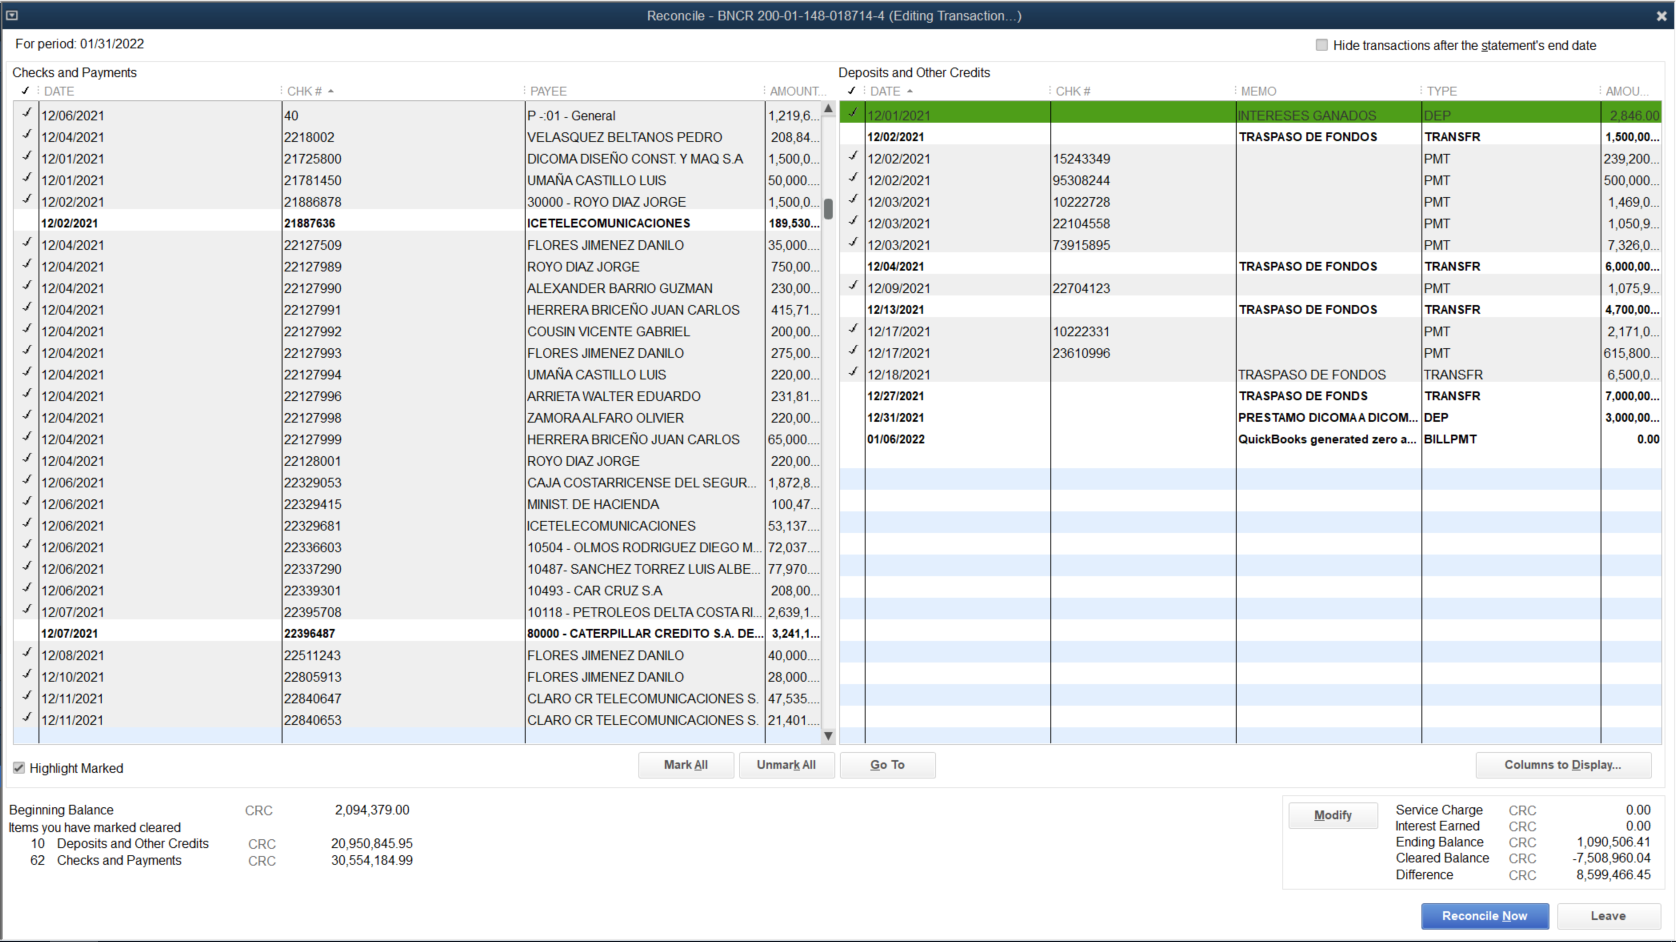 Reconcile - BNCR 200-01-148-018714-4 (Editing Transaction...)
For period: 01/31/2022
Hide transactions after the statement's end date
Checks and Payments
DATE CHK # PAYEE AMOUNT...
12/06/2021 40 P -:01 - General 1,219,6...
12/04/2021 2218002 VELASQUEZ BELTANOS PEDRO 208,84...
12/01/2021 21725800 DICOMA DISEÑO CONST. Y MAQ S.A 1,500,0...
12/01/2021 21781450 UMAÑA CASTILLO LUIS 50,000....
12/02/2021 21886878 30000 - ROYO DIAZ JORGE 1,500,0...
12/02/2021 21887636 ICETELECOMUNICACIONES 189,530...
12/04/2021 22127509 FLORES JIMENEZ DANILO 35,000....
12/04/2021 22127989 ROYO DIAZ JORGE 750,00...
12/04/2021 22127990 ALEXANDER BARRIO GUZMAN 230,00...
12/04/2021 22127991 HERRERA BRICEÑO JUAN CARLOS 415,71...
12/04/2021 22127992 COUSIN VICENTE GABRIEL 200,00...
12/04/2021 22127993 FLORES JIMENEZ DANILO 275,00...
12/04/2021 22127994 UMAÑA CASTILLO LUIS 220,00...
12/04/2021 22127996 ARRIETA WALTER EDUARDO 231,81...
12/04/2021 22127998 ZAMORA ALFARO OLIVIER 220,00...
12/04/2021 22127999 HERRERA BRICEÑO JUAN CARLOS 65,000....
12/04/2021 22128001 ROYO DIAZ JORGE 220,00...
12/06/2021 22329053 CAJA COSTARRICENSE DEL SEGUR... 1,872,8...
12/06/2021 22329415 MINIST. DE HACIENDA 100,47...
12/06/2021 22329681 ICETELECOMUNICACIONES 53,137....
12/06/2021 22336603 10504 - OLMOS RODRIGUEZ DIEGO M... 72,037....
12/06/2021 22337290 10487- SANCHEZ TORREZ LUIS ALBE... 77,970....
12/06/2021 22339301 10493 - CAR CRUZ S.A 208,00...
12/07/2021 22395708 10118 - PETROLEOS DELTA COSTA RI... 2,639,1...
12/07/2021 22396487 80000 - CATERPILLAR CREDITO S.A. DE... 3,241,1...
12/08/2021 22511243 FLORES JIMENEZ DANILO 40,000....
12/10/2021 22805913 FLORES JIMENEZ DANILO 28,000....
12/11/2021 22840647 CLARO CR TELECOMUNICACIONES S. 47,535....
12/11/2021 22840653 CLARO CR TELECOMUNICACIONES S. 21,401....
Deposits and Other Credits
DATE CHK # MEMO TYPE AMOU...
12/01/2021 INTERESES GANADOS DEP 2,846.00
12/02/2021 TRASPASO DE FONDOS TRANSFR 1,500,00...
12/02/2021 15243349 PMT 239,200...
12/02/2021 95308244 PMT 500,000...
12/03/2021 10222728 PMT 1,469,0...
12/03/2021 22104558 PMT 1,050,9...
12/03/2021 73915895 PMT 7,326,0...
12/04/2021 TRASPASO DE FONDOS TRANSFR 6,000,00...
12/09/2021 22704123 PMT 1,075,9...
12/13/2021 TRASPASO DE FONDOS TRANSFR 4,700,00...
12/17/2021 10222331 PMT 2,171,0...
12/17/2021 23610996 PMT 615,800...
12/18/2021 TRASPASO DE FONDOS TRANSFR 6,500,0...
12/27/2021 TRASPASO DE FONDS TRANSFR 7,000,00...
12/31/2021 PRESTAMO DICOMA A DICOM... DEP 3,000,00...
01/06/2022 QuickBooks generated zero a... BILLPMT 0.00
Highlight Marked
Mark All
Unmark All
Go To
Columns to Display...
Beginning Balance CRC 2,094,379.00
Items you have marked cleared
10 Deposits and Other Credits CRC 20,950,845.95
62 Checks and Payments CRC 30,554,184.99
Modify
Service Charge CRC 0.00
Interest Earned CRC 0.00
Ending Balance CRC 1,090,506.41
Cleared Balance CRC -7,508,960.04
Difference CRC 8,599,466.45
Reconcile Now
Leave